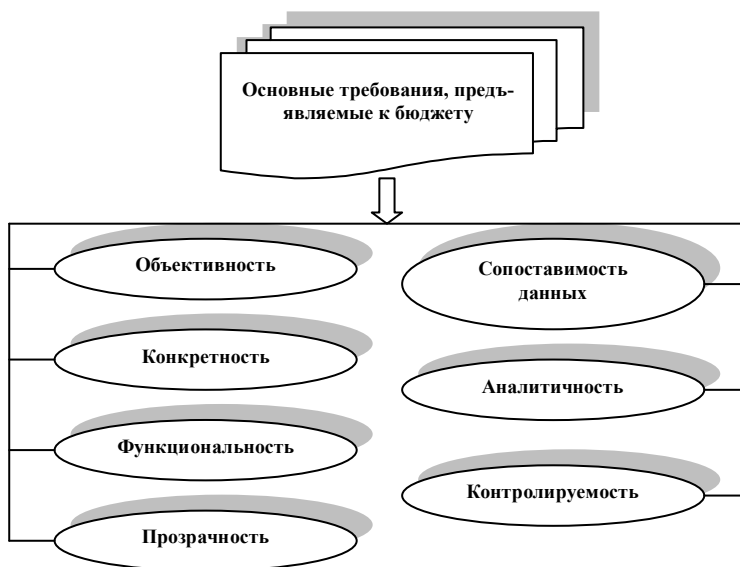 Основные требования, предъ-
являемые к бюджету
Объективность
Конкретность
Функциональность
Прозрачность
Сопоставимость
данных
Аналитичность
Контролируемость